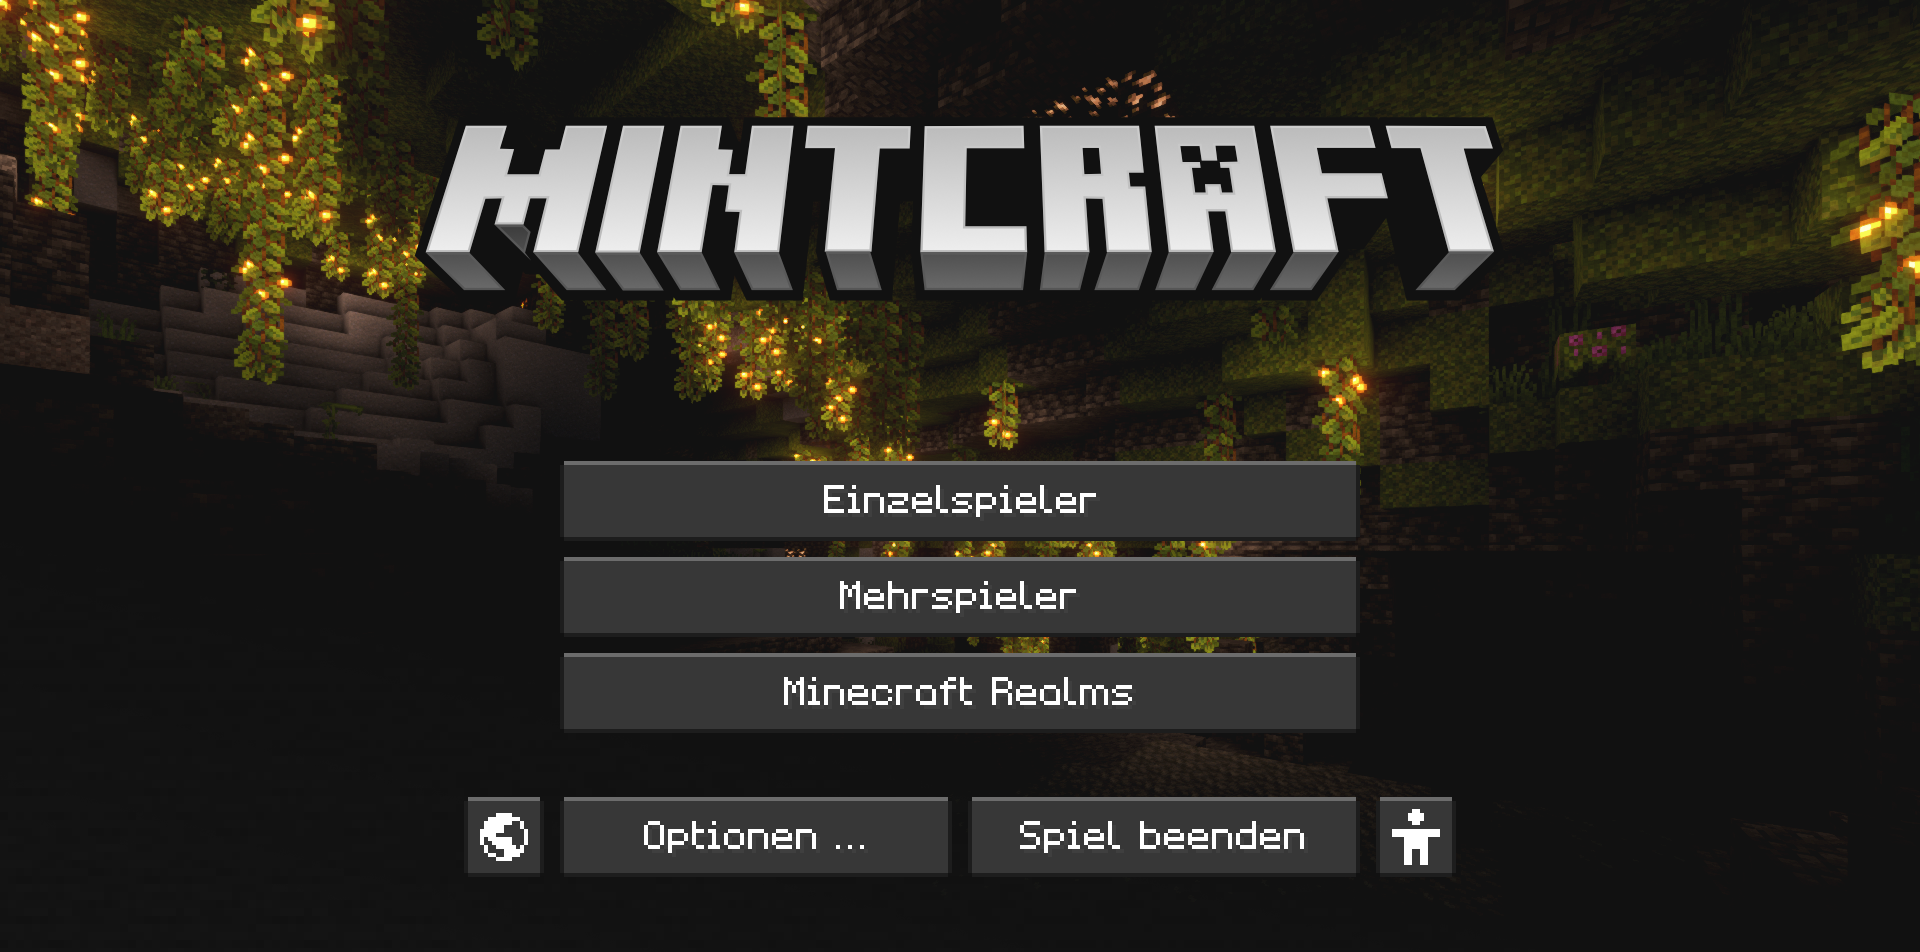 MINTCRAFT
Einzelspieler
Mehrspieler
Minecraft Realms
Optionen ...
Spiel beenden